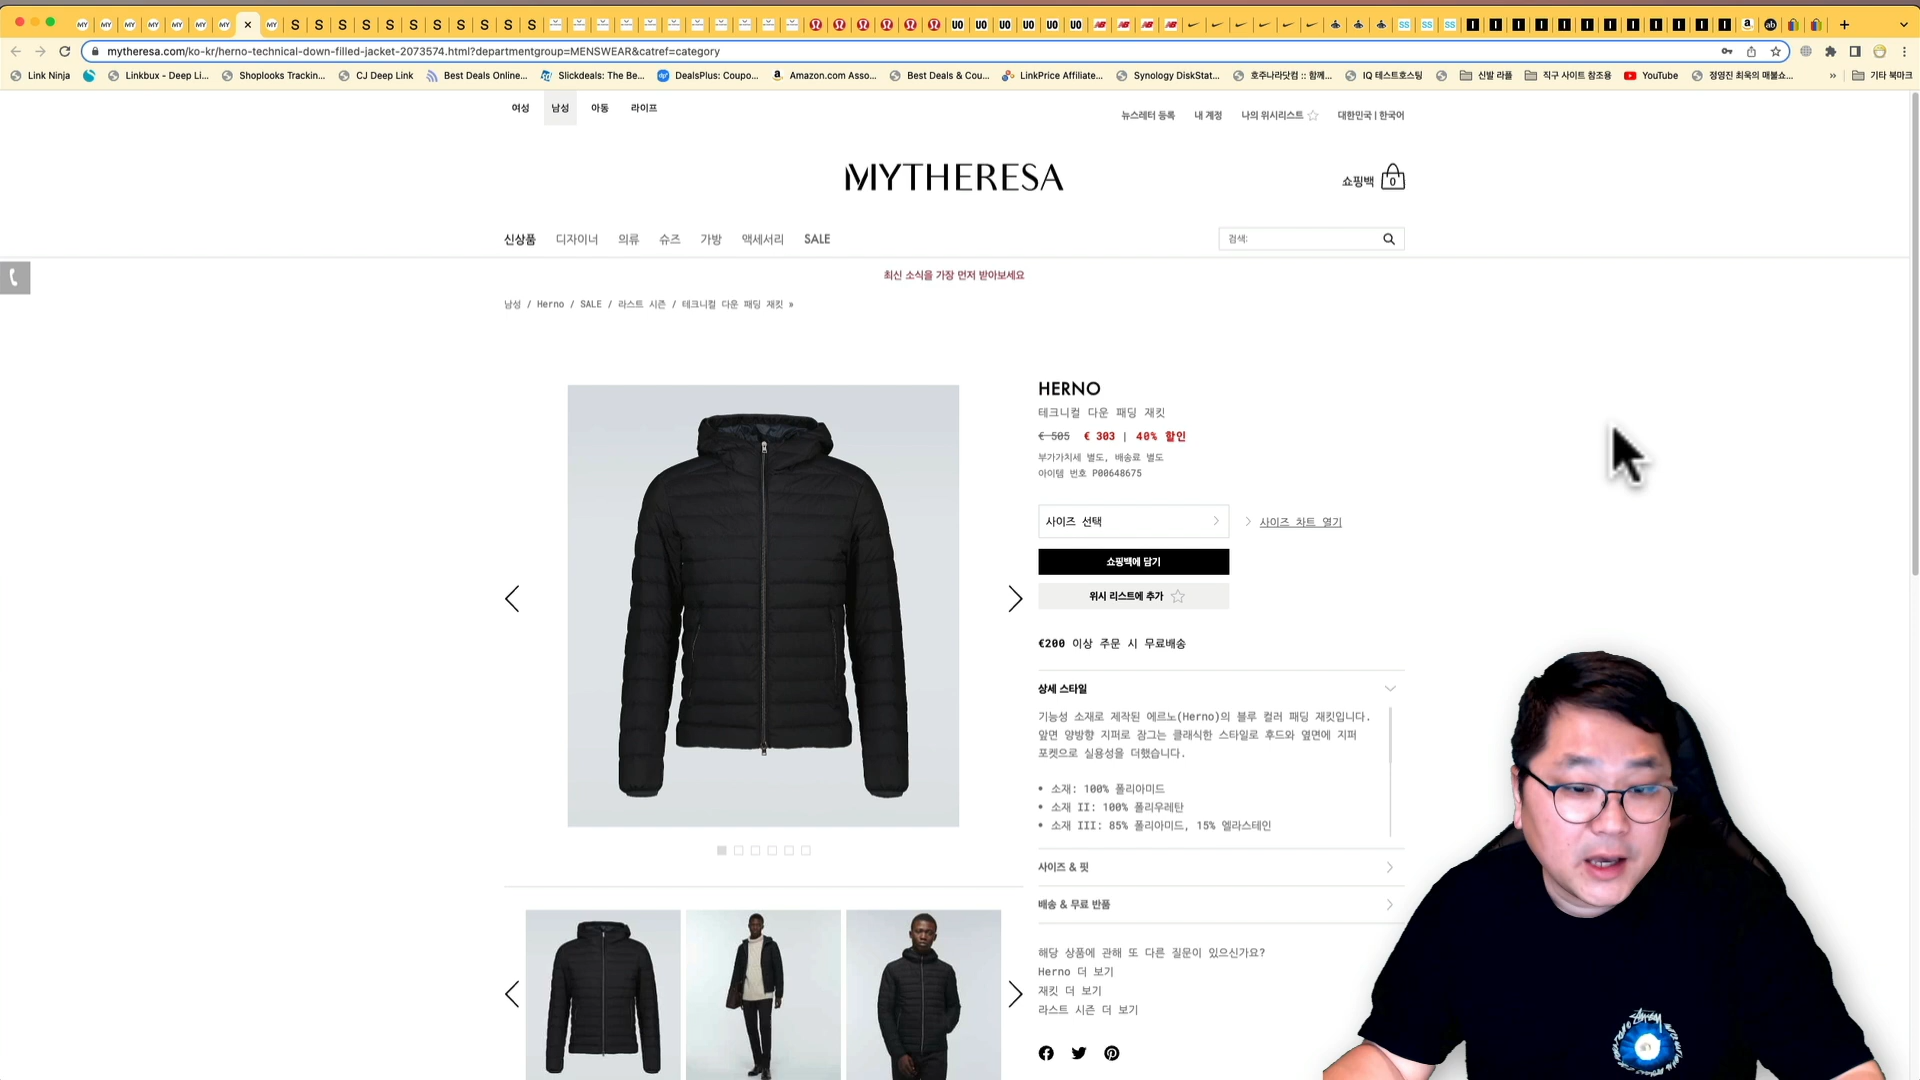 mytheresa.com/ko-kr/herno-technical-down-filled-jacket-2073574.html?departmentgroup=MENSWEAR&catref=category
Link Ninja
Linkbux - Deep Li...
Shoplooks Trackin...
CJ Deep Link
Best Deals Online...
Slickdeals: The Be...
DealsPlus: Coupo...
Amazon.com Asso...
Best Deals & Cou...
LinkPrice Affiliate...
Synology DiskStat...
호주나라닷컴 :: 함께...
IQ 테스트호스팅
신발 라플
직구 사이트 참조용
YouTube
정영진 최욱의 매불쇼...
기타 북마크
여성 남성 아동 라이프
뉴스레터 등록 내 계정 나의 위시리스트 대한민국 | 한국어
MYTHERESA
쇼핑백 0
신상품 디자이너 의류 슈즈 가방 액세서리 SALE
검색:
최신 소식을 가장 먼저 받아보세요
남성 / Herno / SALE / 라스트 시즌 / 테크니컬 다운 패딩 재킷 »
HERNO
테크니컬 다운 패딩 재킷
€ 505 € 303 | 40% 할인
부가가치세 별도, 배송료 별도
아이템 번호 P00648675
사이즈 선택
사이즈 차트 열기
쇼핑백에 담기
위시 리스트에 추가
€200 이상 주문 시 무료배송
상세 스타일
기능성 소재로 제작된 에르노(Herno)의 블루 컬러 패딩 재킷입니다.
앞면 양방향 지퍼로 잠그는 클래식한 스타일로 후드와 옆면에 지퍼
포켓으로 실용성을 더했습니다.
• 소재: 100% 폴리아미드
• 소재 II: 100% 폴리우레탄
• 소재 III: 85% 폴리아미드, 15% 엘라스테인
사이즈 & 핏
배송 & 무료 반품
해당 상품에 관해 또 다른 질문이 있으신가요?
Herno 더 보기
재킷 더 보기
라스트 시즌 더 보기